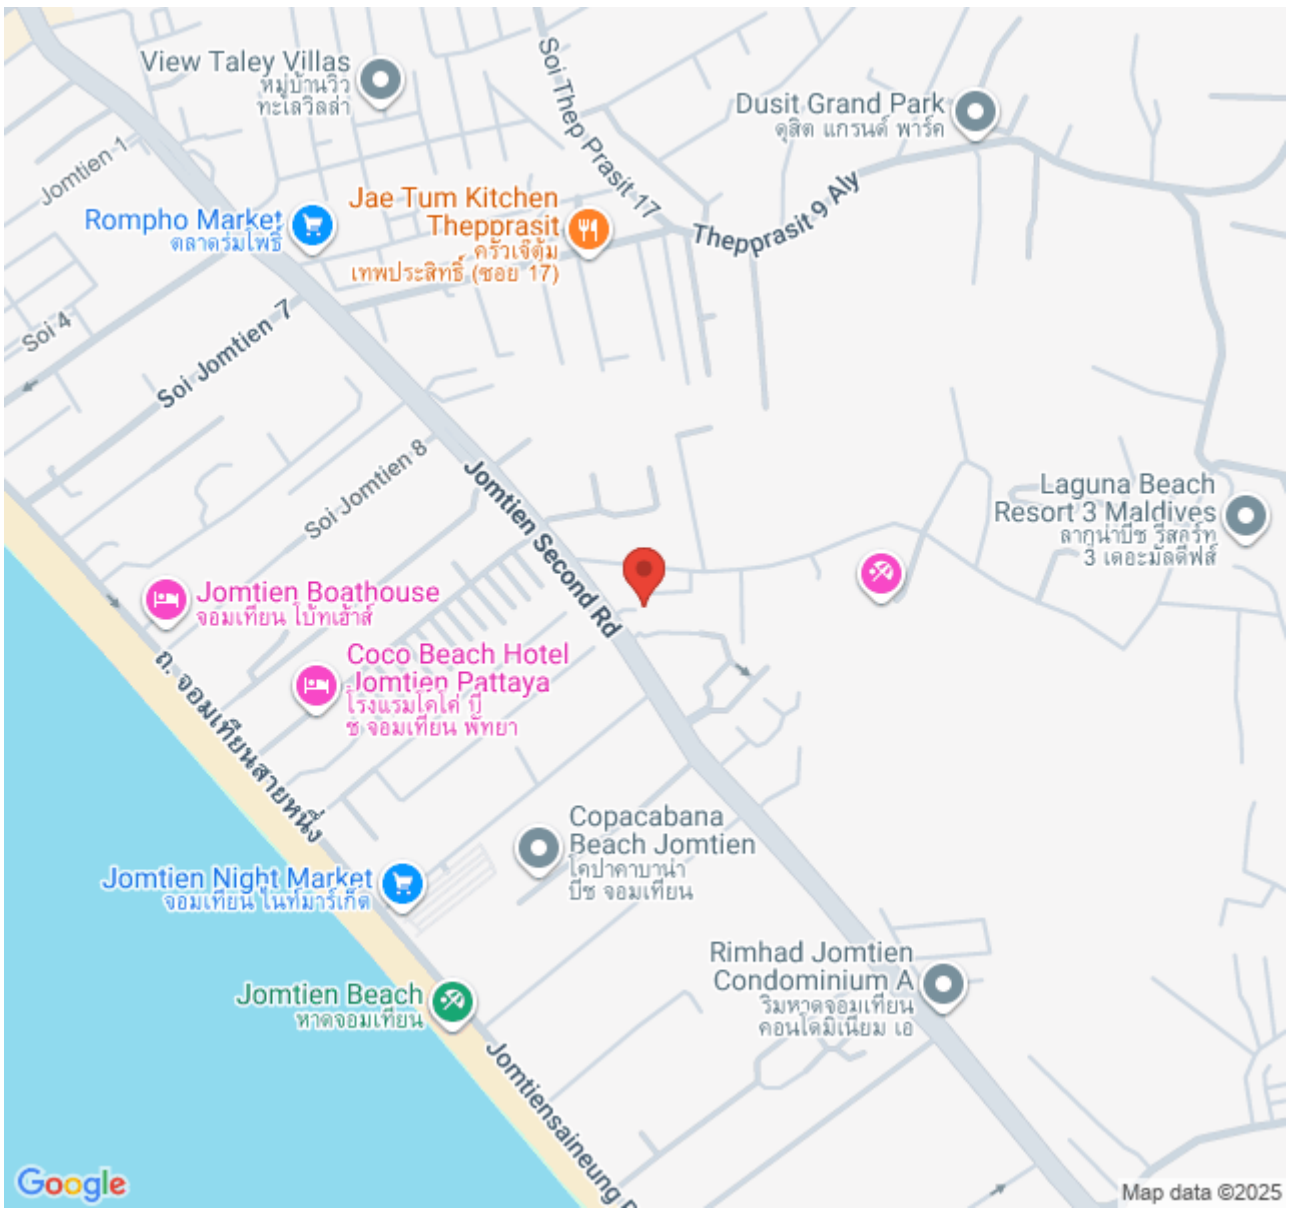 View Taley Villas
หมู่บ้านวิว
ทะเลวิลล่า
Dusit Grand Park
ดุสิต แกรนด์ พาร์ค
Soi Thep Prasit 17
Jomtien 1
Jae Tum Kitchen
Thepprasit
ครัวเจ๊ตุ้ม
เทพประสิทธิ์ (ซอย 17)
Thepprasit 9 Aly
Rompho Market
ตลาดร่มโพธิ์
Soi 4
Soi Jomtien 7
Soi Jomtien 8
Jomtien Second Rd
Laguna Beach
Resort 3 Maldives
ลากูน่าบีช รีสอร์ท
3 เดอะมัลดีฟส์
Jomtien Boathouse
จอมเทียน โบ้ทเฮ้าส์
Coco Beach Hotel
Jomtien Pattaya
โรงแรมโคโค่ บี
ช จอมเทียน พัทยา
ถ. จอมเทียนสายหนึ่ง
Copacabana
Beach Jomtien
โคปาคาบาน่า
บีช จอมเทียน
Jomtien Night Market
จอมเทียน ไนท์มาร์เก็ต
Rimhad Jomtien
Condominium A
ริมหาดจอมเทียน
คอนโดมิเนียม เอ
Jomtien Beach
หาดจอมเทียน
Jomtiensaineung
Google
Map data ©2025